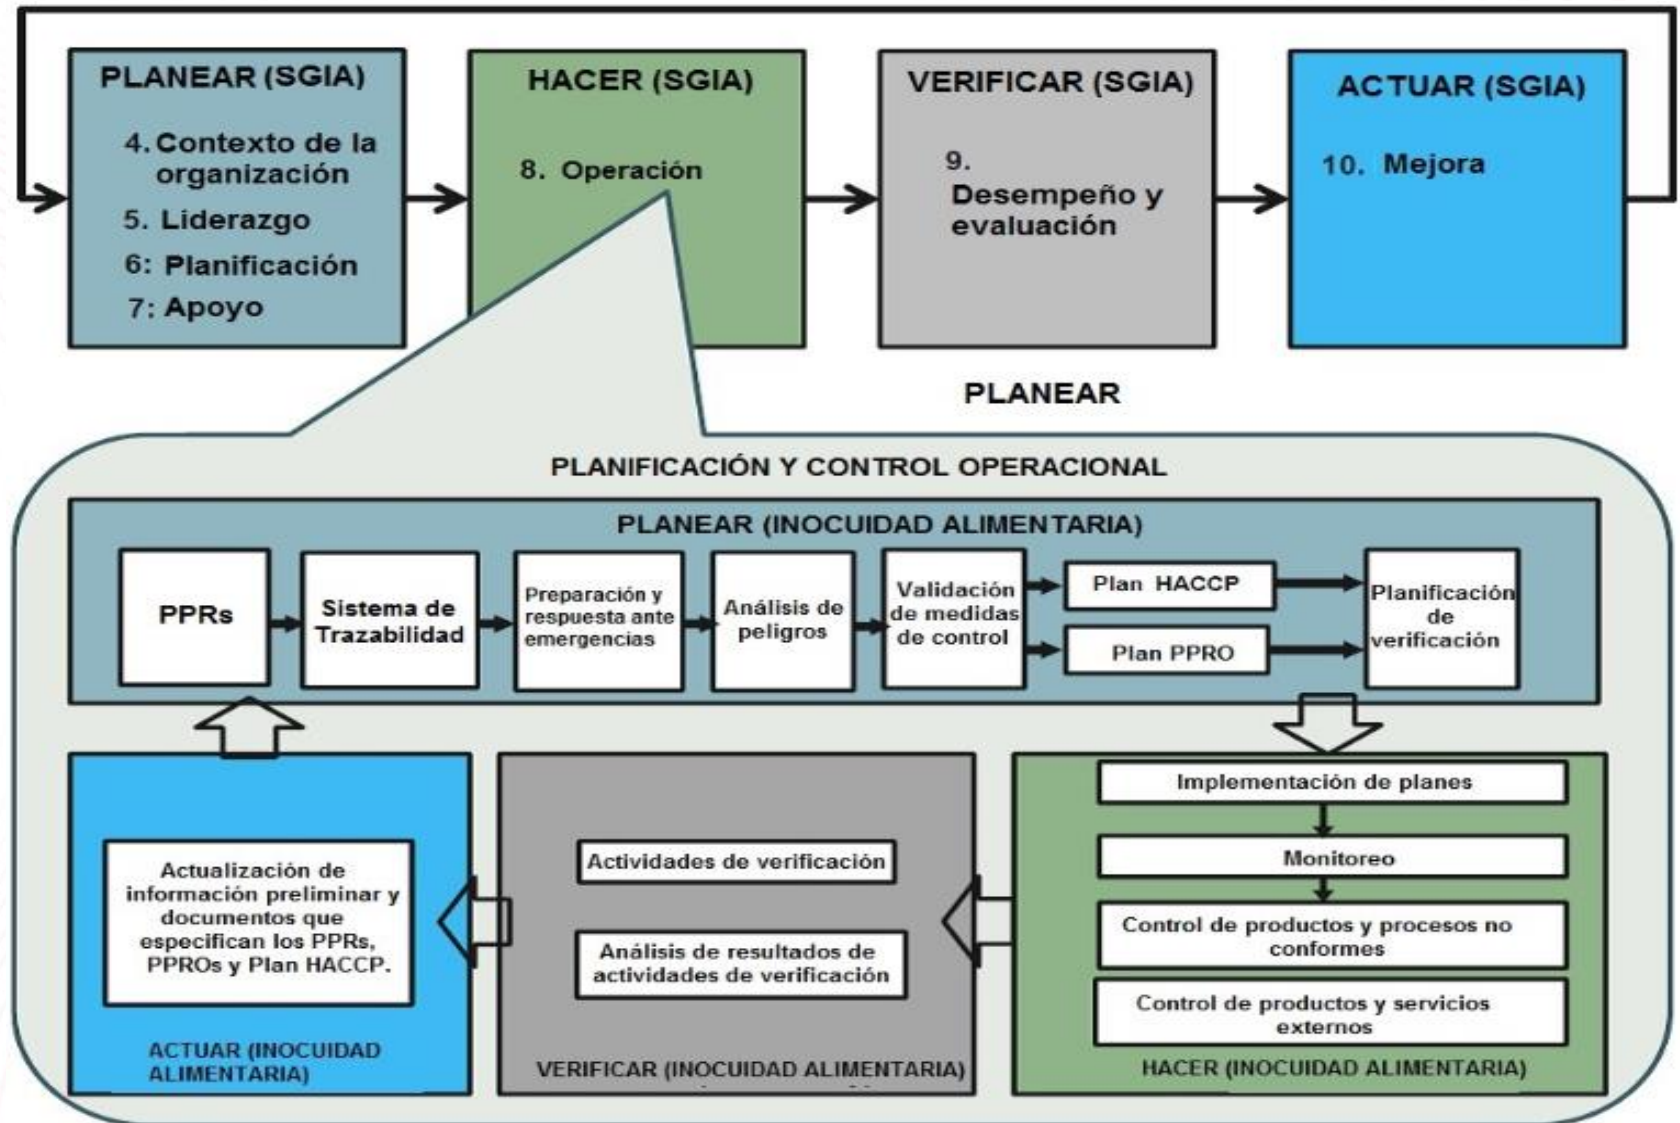 PLANEAR (SGIA)
4. Contexto de la
organización
5. Liderazgo
6: Planificación
7: Apoyo
HACER (SGIA)
8. Operación
VERIFICAR (SGIA)
9.
Desempeño y
evaluación
ACTUAR (SGIA)
10. Mejora
PLANEAR
PLANIFICACIÓN Y CONTROL OPERACIONAL
PLANEAR (INOCUIDAD ALIMENTARIA)
PPRs
Sistema de
Trazabilidad
Preparación y
respuesta ante
emergencias
Análisis de
peligros
Validación
de medidas
de control
Plan HACCP
Plan PPRO
Planificación
de
verificación
Actualización de
información preliminar y
documentos que
especifican los PPRs,
PPROs y Plan HACCP.
ACTUAR (INOCUIDAD
ALIMENTARIA)
Actividades de verificación
Análisis de resultados de
actividades de verificación
VERIFICAR (INOCUIDAD ALIMENTARIA)
Implementación de planes
Monitoreo
Control de productos y procesos no
conformes
Control de productos y servicios
externos
HACER (INOCUIDAD ALIMENTARIA)